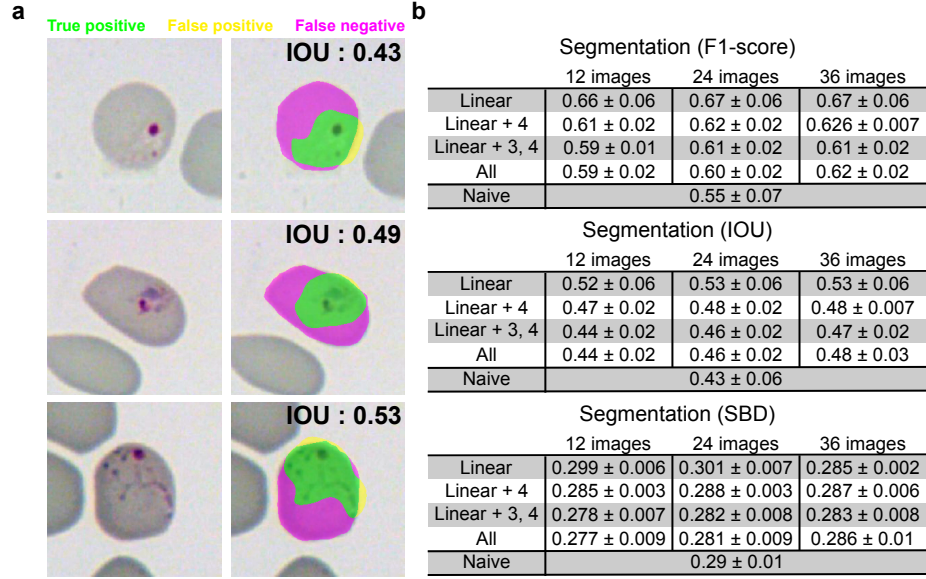 a
True positive False positive False negative
IOU : 0.43
IOU : 0.49
IOU : 0.53
b
Segmentation (F1-score)
12 images 24 images 36 images
Linear 0.66 ± 0.06 0.67 ± 0.06 0.67 ± 0.06
Linear + 4 0.61 ± 0.02 0.62 ± 0.02 0.626 ± 0.007
Linear + 3, 4 0.59 ± 0.01 0.61 ± 0.02 0.61 ± 0.02
All 0.59 ± 0.02 0.60 ± 0.02 0.62 ± 0.02
Naive 0.55 ± 0.07
Segmentation (IOU)
12 images 24 images 36 images
Linear 0.52 ± 0.06 0.53 ± 0.06 0.53 ± 0.06
Linear + 4 0.47 ± 0.02 0.48 ± 0.02 0.48 ± 0.007
Linear + 3, 4 0.44 ± 0.02 0.46 ± 0.02 0.47 ± 0.02
All 0.44 ± 0.02 0.46 ± 0.02 0.48 ± 0.03
Naive 0.43 ± 0.06
Segmentation (SBD)
12 images 24 images 36 images
Linear 0.299 ± 0.006 0.301 ± 0.007 0.285 ± 0.002
Linear + 4 0.285 ± 0.003 0.288 ± 0.003 0.287 ± 0.006
Linear + 3, 4 0.278 ± 0.007 0.282 ± 0.008 0.283 ± 0.008
All 0.277 ± 0.009 0.281 ± 0.009 0.286 ± 0.01
Naive 0.29 ± 0.01